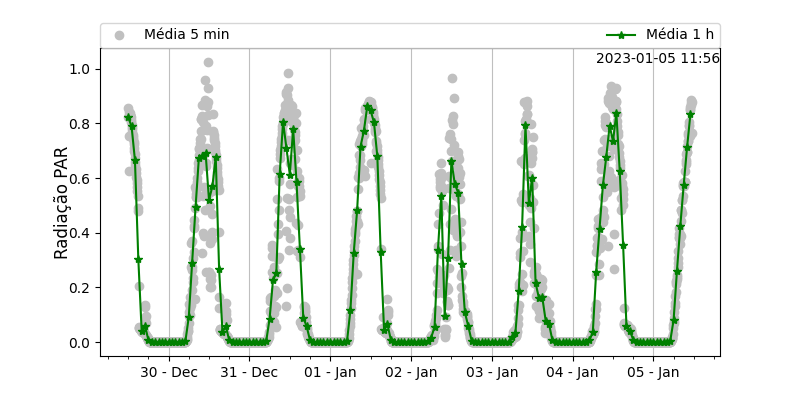 Média 5 min
Média 1 h
2023-01-05 11:56
Radiação PAR
1.0
0.8
0.6
0.4
0.2
0.0
30 - Dec
31 - Dec
01 - Jan
02 - Jan
03 - Jan
04 - Jan
05 - Jan